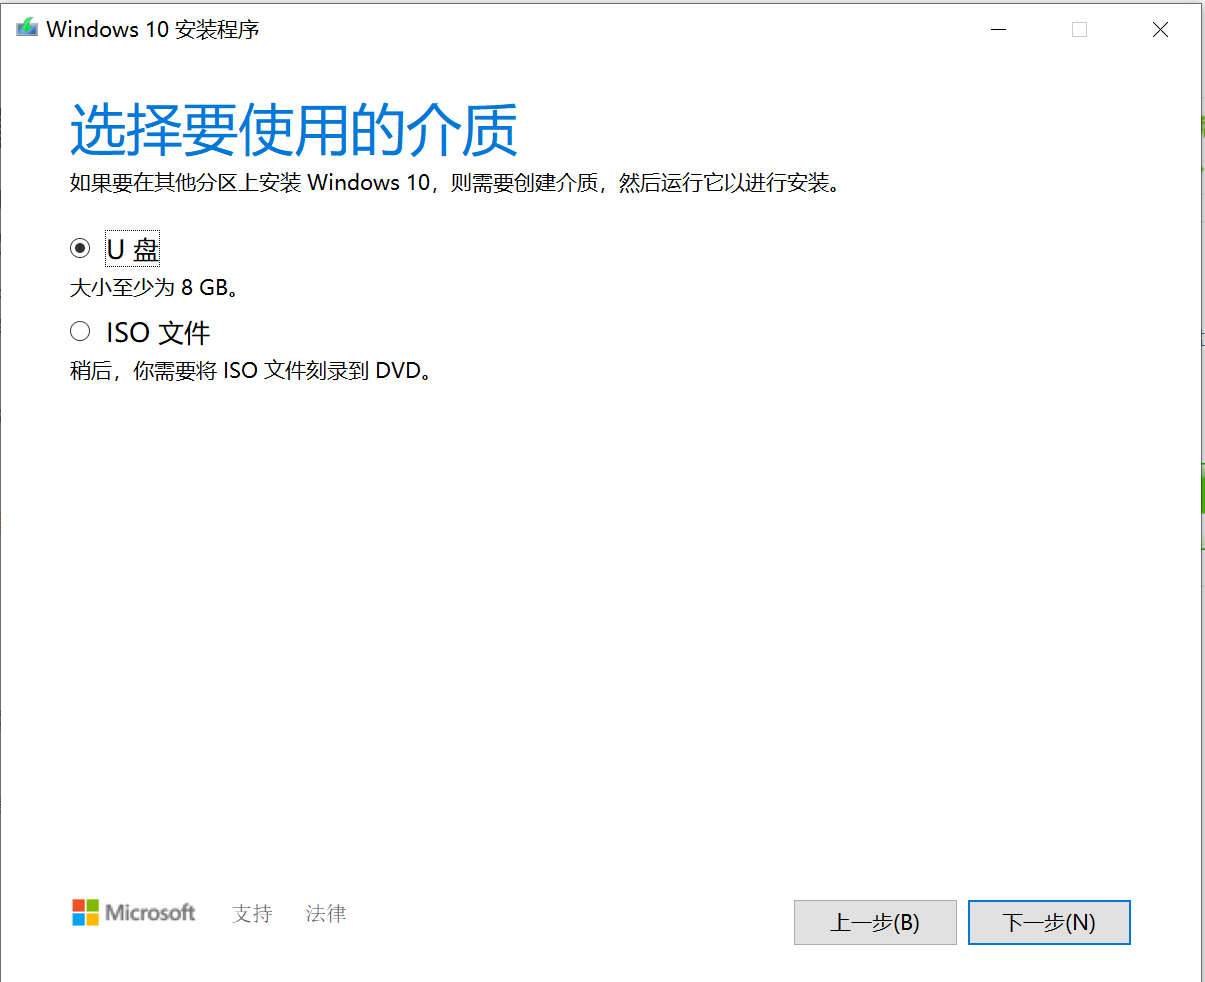 Windows 10 安装程序
选择要使用的介质
如果要在其他分区上安装 Windows 10，则需要创建介质，然后运行它以进行安装。
U 盘
大小至少为 8 GB。
ISO 文件
稍后，你需要将 ISO 文件刻录到 DVD。
Microsoft 支持 法律
上一步(B) 下一步(N)